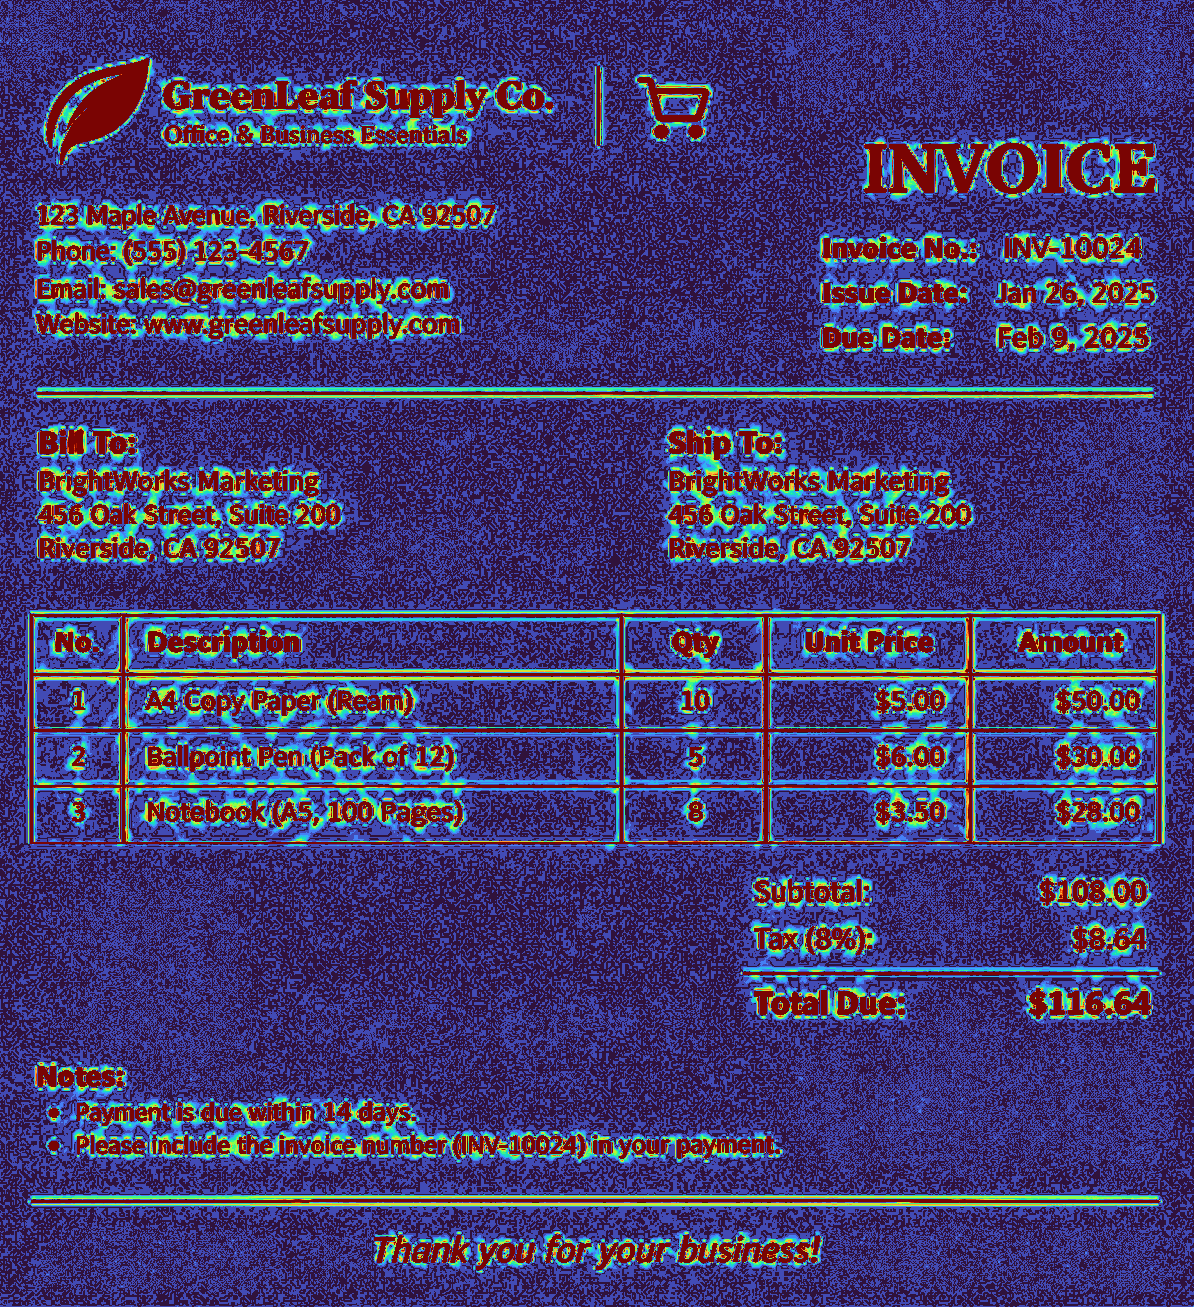 GreenLeaf Supply Co.
Office & Business Essentials
INVOICE
123 Maple Avenue, Riverside, CA 92507
Phone: (555) 123-4567
Email: sales@greenleafsupply.com
Website: www.greenleafsupply.com
Invoice No.: INV-10024
Issue Date: Jan 26, 2025
Due Date: Feb 9, 2025
Bill To:
BrightWorks Marketing
456 Oak Street, Suite 200
Riverside, CA 92507
Ship To:
BrightWorks Marketing
456 Oak Street, Suite 200
Riverside, CA 92507
No. Description Qty Unit Price Amount
1 A4 Copy Paper (Ream) 10 $5.00 $50.00
2 Ballpoint Pen (Pack of 12) 5 $6.00 $30.00
3 Notebook (A5, 100 Pages) 8 $3.50 $28.00
Subtotal: $108.00
Tax (8%): $8.64
Total Due: $116.64
Notes:
• Payment is due within 14 days.
• Please include the invoice number (INV-10024) in your payment.
Thank you for your business!